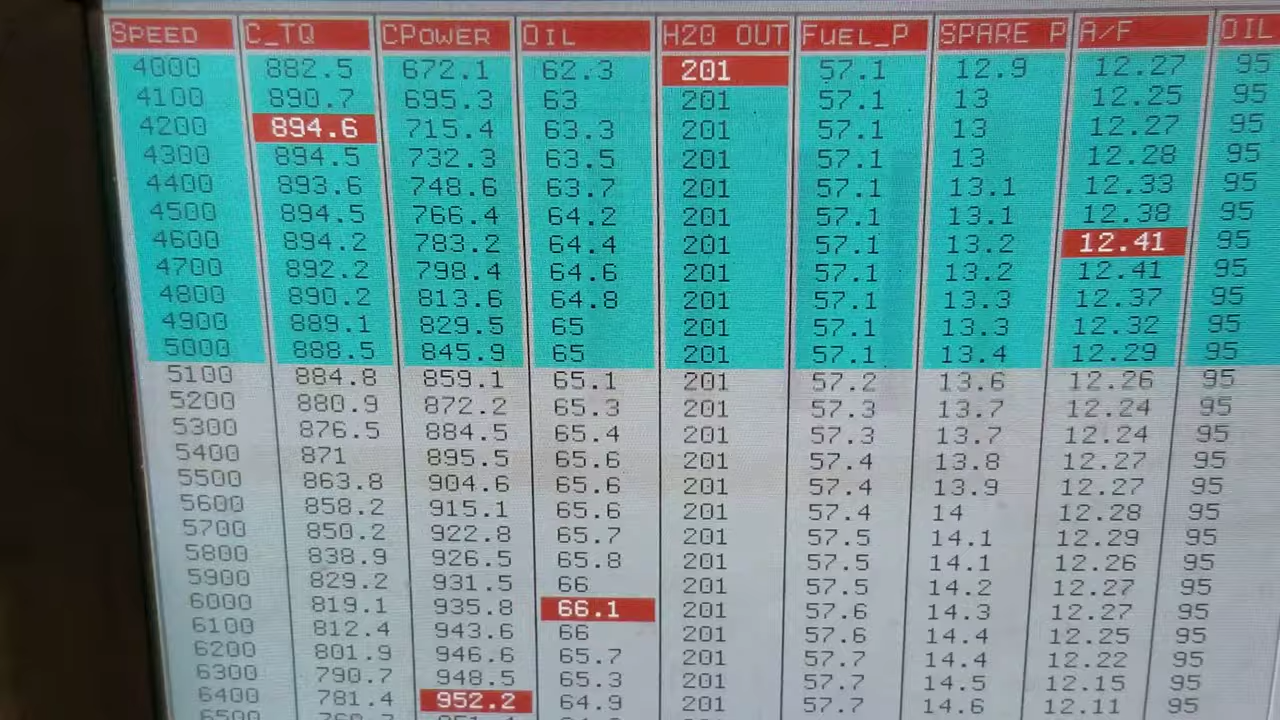 SPEED C_TQ CPOWER OIL H2O OUT FUEL_P SPARE P A/F OIL
4000 882.5 672.1 62.3 201 57.1 12.9 12.27 95
4100 890.7 695.3 63 201 57.1 13 12.25 95
4200 894.6 715.4 63.3 201 57.1 13 12.27 95
4300 894.5 732.3 63.5 201 57.1 13 12.28 95
4400 893.6 748.6 63.7 201 57.1 13.1 12.33 95
4500 894.5 766.4 64.2 201 57.1 13.1 12.38 95
4600 894.2 783.2 64.4 201 57.1 13.2 12.41 95
4700 892.2 798.4 64.6 201 57.1 13.2 12.41 95
4800 890.2 813.6 64.8 201 57.1 13.3 12.37 95
4900 889.1 829.5 65 201 57.1 13.3 12.32 95
5000 888.5 845.9 65 201 57.1 13.4 12.29 95
5100 884.8 859.1 65.1 201 57.2 13.6 12.26 95
5200 880.9 872.2 65.3 201 57.3 13.7 12.24 95
5300 876.5 884.5 65.4 201 57.3 13.7 12.24 95
5400 871 895.5 65.6 201 57.4 13.8 12.27 95
5500 863.8 904.6 65.6 201 57.4 13.9 12.27 95
5600 858.2 915.1 65.6 201 57.4 14 12.28 95
5700 850.2 922.8 65.7 201 57.5 14.1 12.29 95
5800 838.9 926.5 65.8 201 57.5 14.1 12.26 95
5900 829.2 931.5 66 201 57.5 14.2 12.27 95
6000 819.1 935.8 66.1 201 57.6 14.3 12.27 95
6100 812.4 943.6 66 201 57.6 14.4 12.25 95
6200 801.9 946.6 65.7 201 57.7 14.4 12.22 95
6300 790.7 948.5 65.3 201 57.7 14.5 12.15 95
6400 781.4 952.2 64.9 201 57.7 14.6 12.11 95
6500